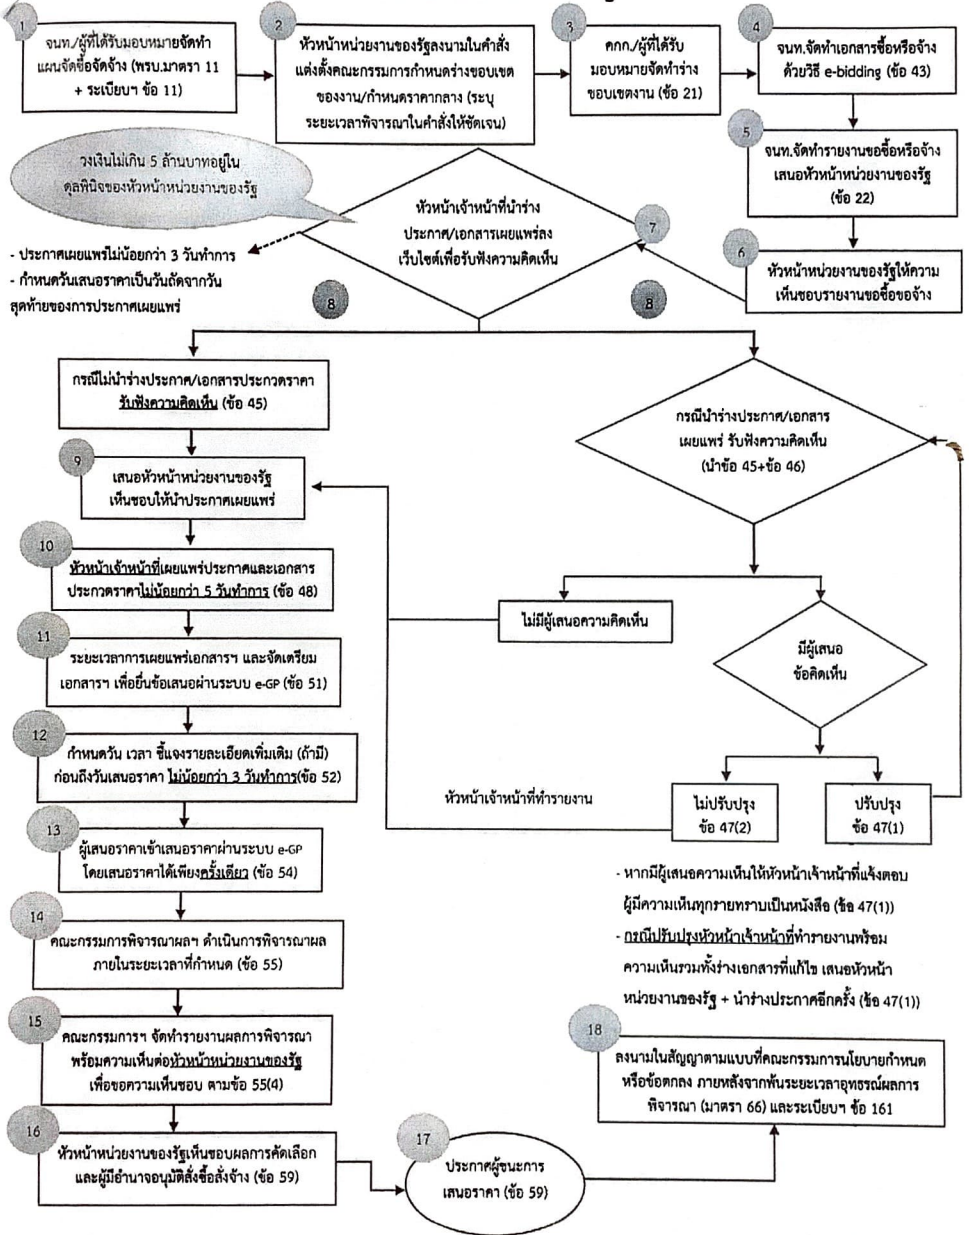 1
จนท./ผู้ที่ได้รับมอบหมายจัดทำ
แผนจัดซื้อจัดจ้าง (พรบ.มาตรา 11
+ ระเบียบฯ ข้อ 11)
2
หัวหน้าหน่วยงานของรัฐลงนามในคำสั่ง
แต่งตั้งคณะกรรมการกำหนดร่างขอบเขต
ของงาน/กำหนดราคากลาง (ระบุ
ระยะเวลาพิจารณาในคำสั่งให้ชัดเจน)
3
คกก./ผู้ที่ได้รับ
มอบหมายจัดทำร่าง
ขอบเขตงาน (ข้อ 21)
4
จนท.จัดทำเอกสารซื้อหรือจ้าง
ด้วยวิธี e-bidding (ข้อ 43)
5
จนท.จัดทำรายงานขอซื้อหรือจ้าง
เสนอหัวหน้าหน่วยงานของรัฐ
(ข้อ 22)
6
หัวหน้าหน่วยงานของรัฐให้ความ
เห็นชอบรายงานขอซื้อขอจ้าง
วงเงินไม่เกิน 5 ล้านบาทอยู่ใน
ดุลพินิจของหัวหน้าหน่วยงานของรัฐ
7
หัวหน้าเจ้าหน้าที่นำร่าง
ประกาศ/เอกสารเผยแพร่ลง
เว็บไซต์เพื่อรับฟังความคิดเห็น
- ประกาศเผยแพร่ไม่น้อยกว่า 3 วันทำการ
- กำหนดวันเสนอราคาเป็นวันถัดจากวัน
สุดท้ายของการประกาศเผยแพร่
8
8
กรณีไม่นำร่างประกาศ/เอกสารประกวดราคา
รับฟังความคิดเห็น (ข้อ 45)
กรณีนำร่างประกาศ/เอกสาร
เผยแพร่ รับฟังความคิดเห็น
(นำข้อ 45+ข้อ 46)
9
เสนอหัวหน้าหน่วยงานของรัฐ
เห็นชอบให้นำประกาศเผยแพร่
10
หัวหน้าเจ้าหน้าที่เผยแพร่ประกาศและเอกสาร
ประกวดราคาไม่น้อยกว่า 5 วันทำการ (ข้อ 48)
ไม่มีผู้เสนอความคิดเห็น
มีผู้เสนอ
ข้อคิดเห็น
11
ระยะเวลาการเผยแพร่เอกสารฯ และจัดเตรียม
เอกสารฯ เพื่อยื่นข้อเสนอผ่านระบบ e-GP (ข้อ 51)
12
กำหนดวัน เวลา ชี้แจงรายละเอียดเพิ่มเติม (ถ้ามี)
ก่อนถึงวันเสนอราคา ไม่น้อยกว่า 3 วันทำการ(ข้อ 52)
หัวหน้าเจ้าหน้าที่ทำรายงาน
ไม่ปรับปรุง
ข้อ 47(2)
ปรับปรุง
ข้อ 47(1)
13
ผู้เสนอราคาเข้าเสนอราคาผ่านระบบ e-GP
โดยเสนอราคาได้เพียงครั้งเดียว (ข้อ 54)
- หากมีผู้เสนอความเห็นให้หัวหน้าเจ้าหน้าที่แจ้งตอบ
ผู้มีความเห็นทุกรายทราบเป็นหนังสือ (ข้อ 47(1))
- กรณีปรับปรุงหัวหน้าเจ้าหน้าที่ทำรายงานพร้อม
ความเห็นรวมทั้งร่างเอกสารที่แก้ไข เสนอหัวหน้า
หน่วยงานของรัฐ + นำร่างประกาศอีกครั้ง (ข้อ 47(1))
14
คณะกรรมการพิจารณาผลฯ ดำเนินการพิจารณาผล
ภายในระยะเวลาที่กำหนด (ข้อ 55)
15
คณะกรรมการฯ จัดทำรายงานผลการพิจารณา
พร้อมความเห็นต่อหัวหน้าหน่วยงานของรัฐ
เพื่อขอความเห็นชอบ ตามข้อ 55(4)
16
หัวหน้าหน่วยงานของรัฐเห็นชอบผลการคัดเลือก
และผู้มีอำนาจอนุมัติสั่งซื้อสั่งจ้าง (ข้อ 59)
17
ประกาศผู้ชนะการ
เสนอราคา (ข้อ 59)
18
ลงนามในสัญญาตามแบบที่คณะกรรมการนโยบายกำหนด
หรือข้อตกลง ภายหลังจากพ้นระยะเวลาอุทธรณ์ผลการ
พิจารณา (มาตรา 66) และระเบียบฯ ข้อ 161